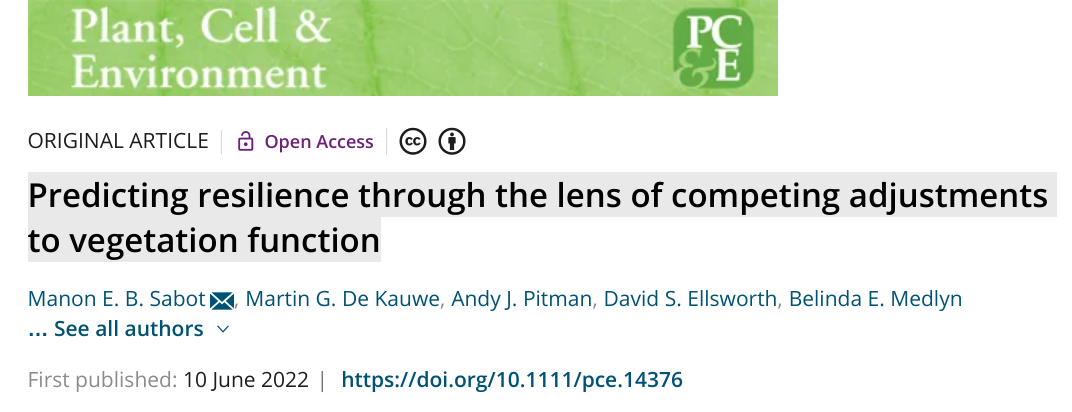 Plant, Cell &
Environment
PC
&E
ORIGINAL ARTICLE | Open Access | cc
Predicting resilience through the lens of competing adjustments
to vegetation function
Manon E. B. Sabot, Martin G. De Kauwe, Andy J. Pitman, David S. Ellsworth, Belinda E. Medlyn
... See all authors
First published: 10 June 2022 | https://doi.org/10.1111/pce.14376